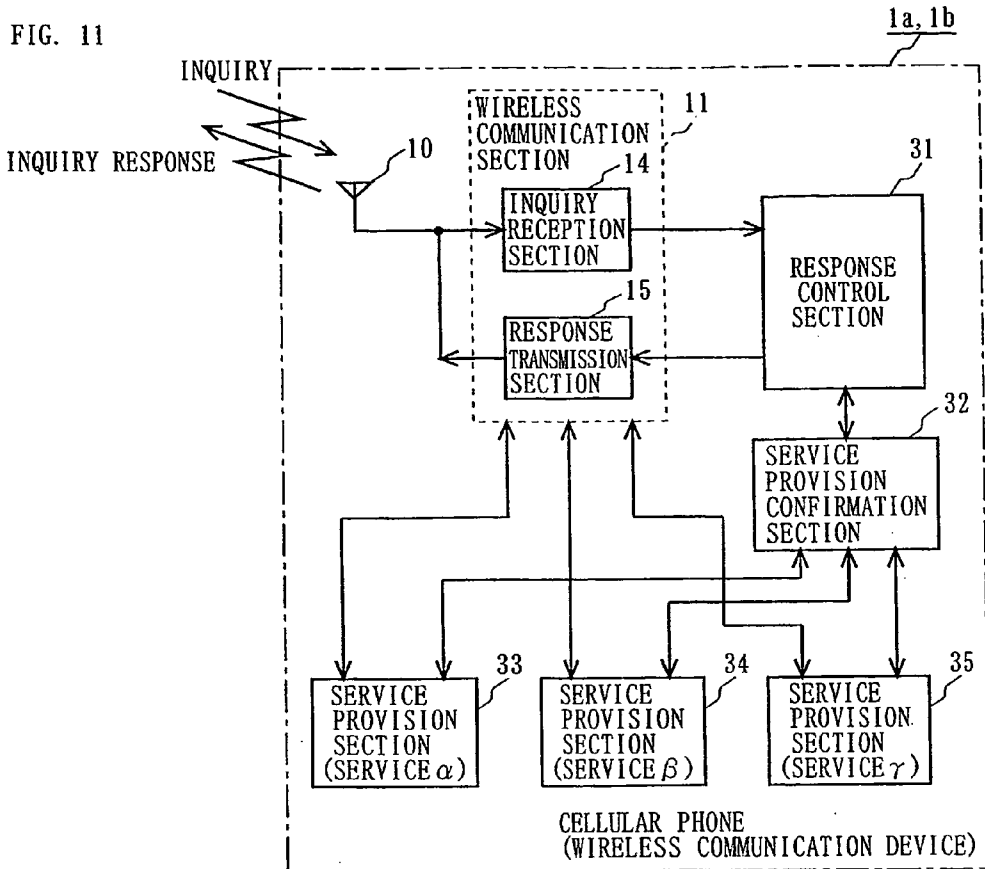 FIG. 11
1a, 1b
INQUIRY
INQUIRY RESPONSE
10
WIRELESS
COMMUNICATION
SECTION
11
14
INQUIRY
RECEPTION
SECTION
15
RESPONSE
TRANSMISSION
SECTION
31
RESPONSE
CONTROL
SECTION
32
SERVICE
PROVISION
CONFIRMATION
SECTION
33
SERVICE
PROVISION
SECTION
(SERVICE α)
34
SERVICE
PROVISION
SECTION
(SERVICE β)
35
SERVICE
PROVISION
SECTION
(SERVICE γ)
CELLULAR PHONE
(WIRELESS COMMUNICATION DEVICE)